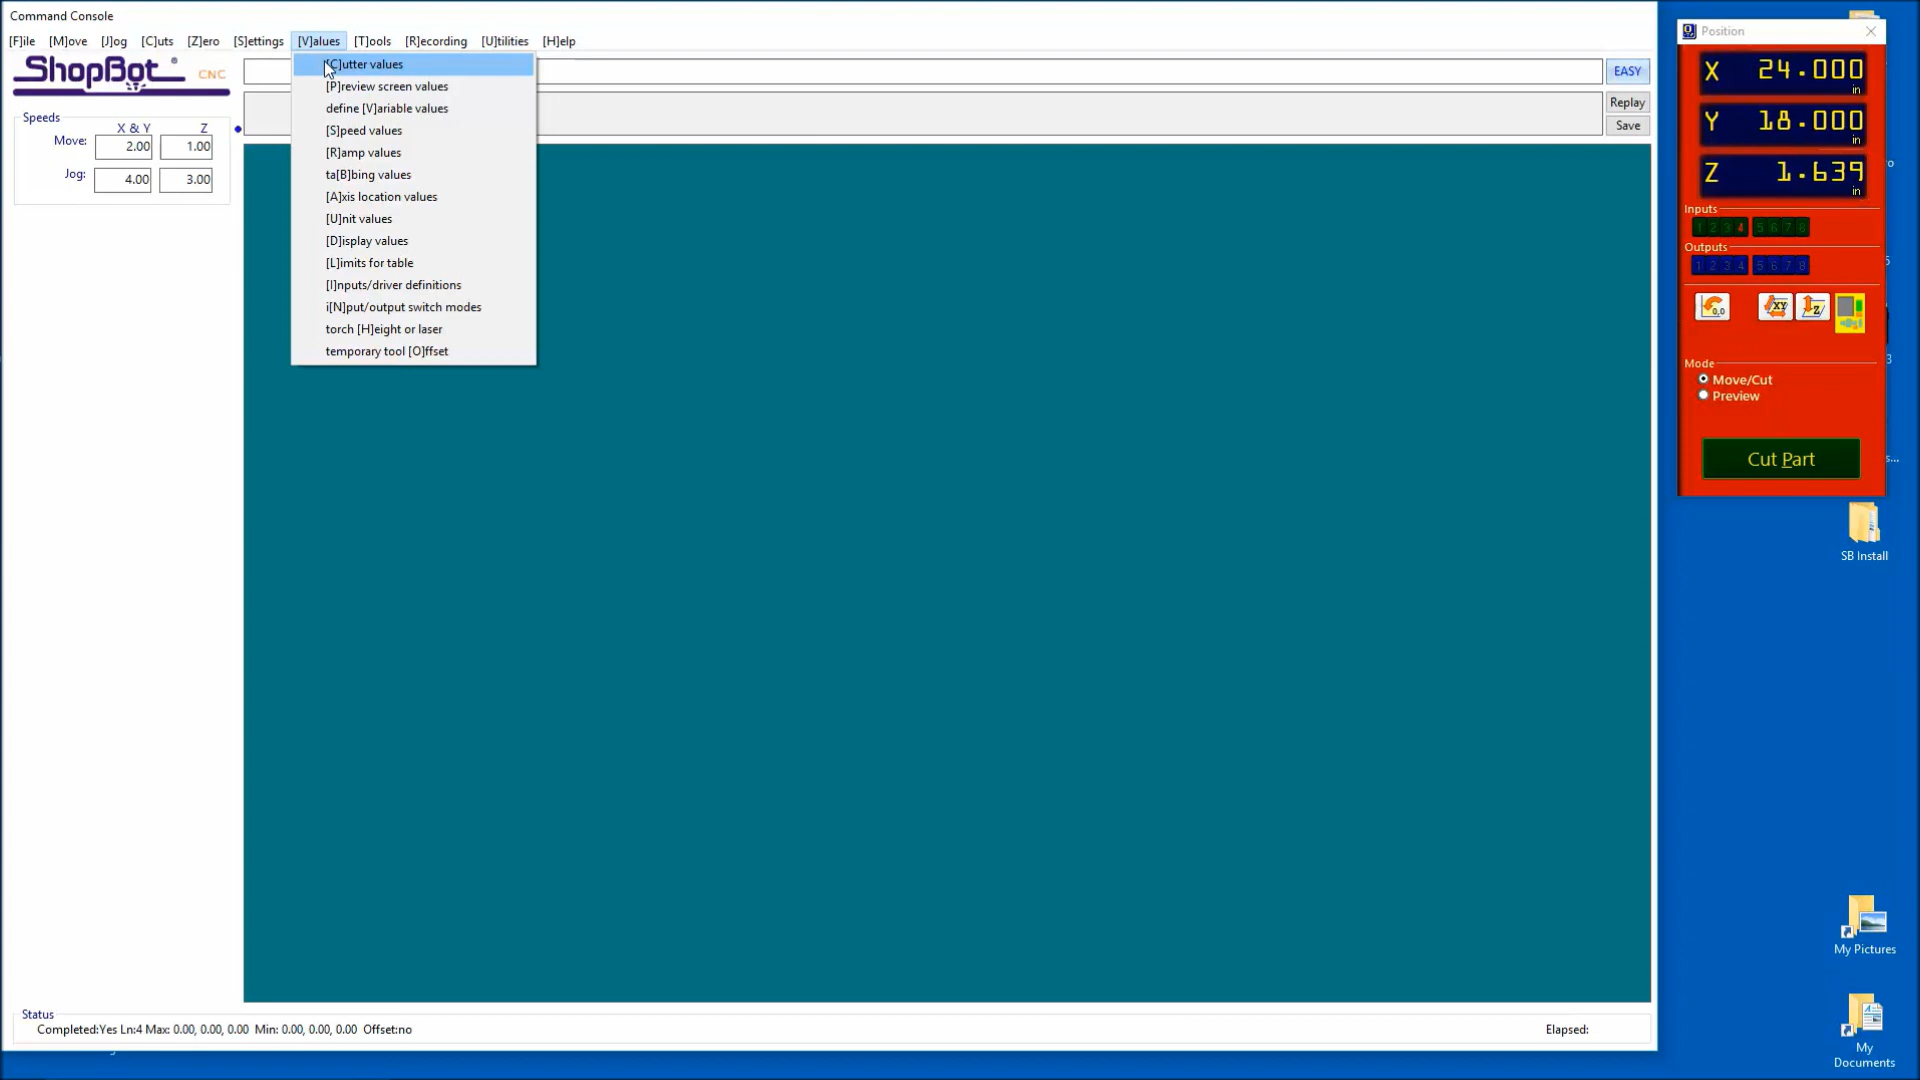 Command Console
[F]ile [M]ove [J]og [C]uts [Z]ero [S]ettings [V]alues [T]ools [R]ecording [U]tilities [H]elp
ShopBot® CNC
EASY
Replay
Save
Speeds
X & Y Z
Move: 2.00 1.00
Jog: 4.00 3.00
[C]utter values
[P]review screen values
define [V]ariable values
[S]peed values
[R]amp values
ta[B]bing values
[A]xis location values
[U]nit values
[D]isplay values
[L]imits for table
[I]nputs/driver definitions
i[N]put/output switch modes
torch [H]eight or laser
temporary tool [O]ffset
Position
X 24.000 in
Y 18.000 in
Z 1.639 in
Inputs
1 2 3 4 5 6 7 8
Outputs
1 2 3 4 5 6 7 8
0,0 XY Z
Mode
Move/Cut
Preview
Cut Part
SB Install
My Pictures
My
Documents
Status
Completed:Yes Ln:4 Max: 0.00, 0.00, 0.00 Min: 0.00, 0.00, 0.00 Offset:no
Elapsed: